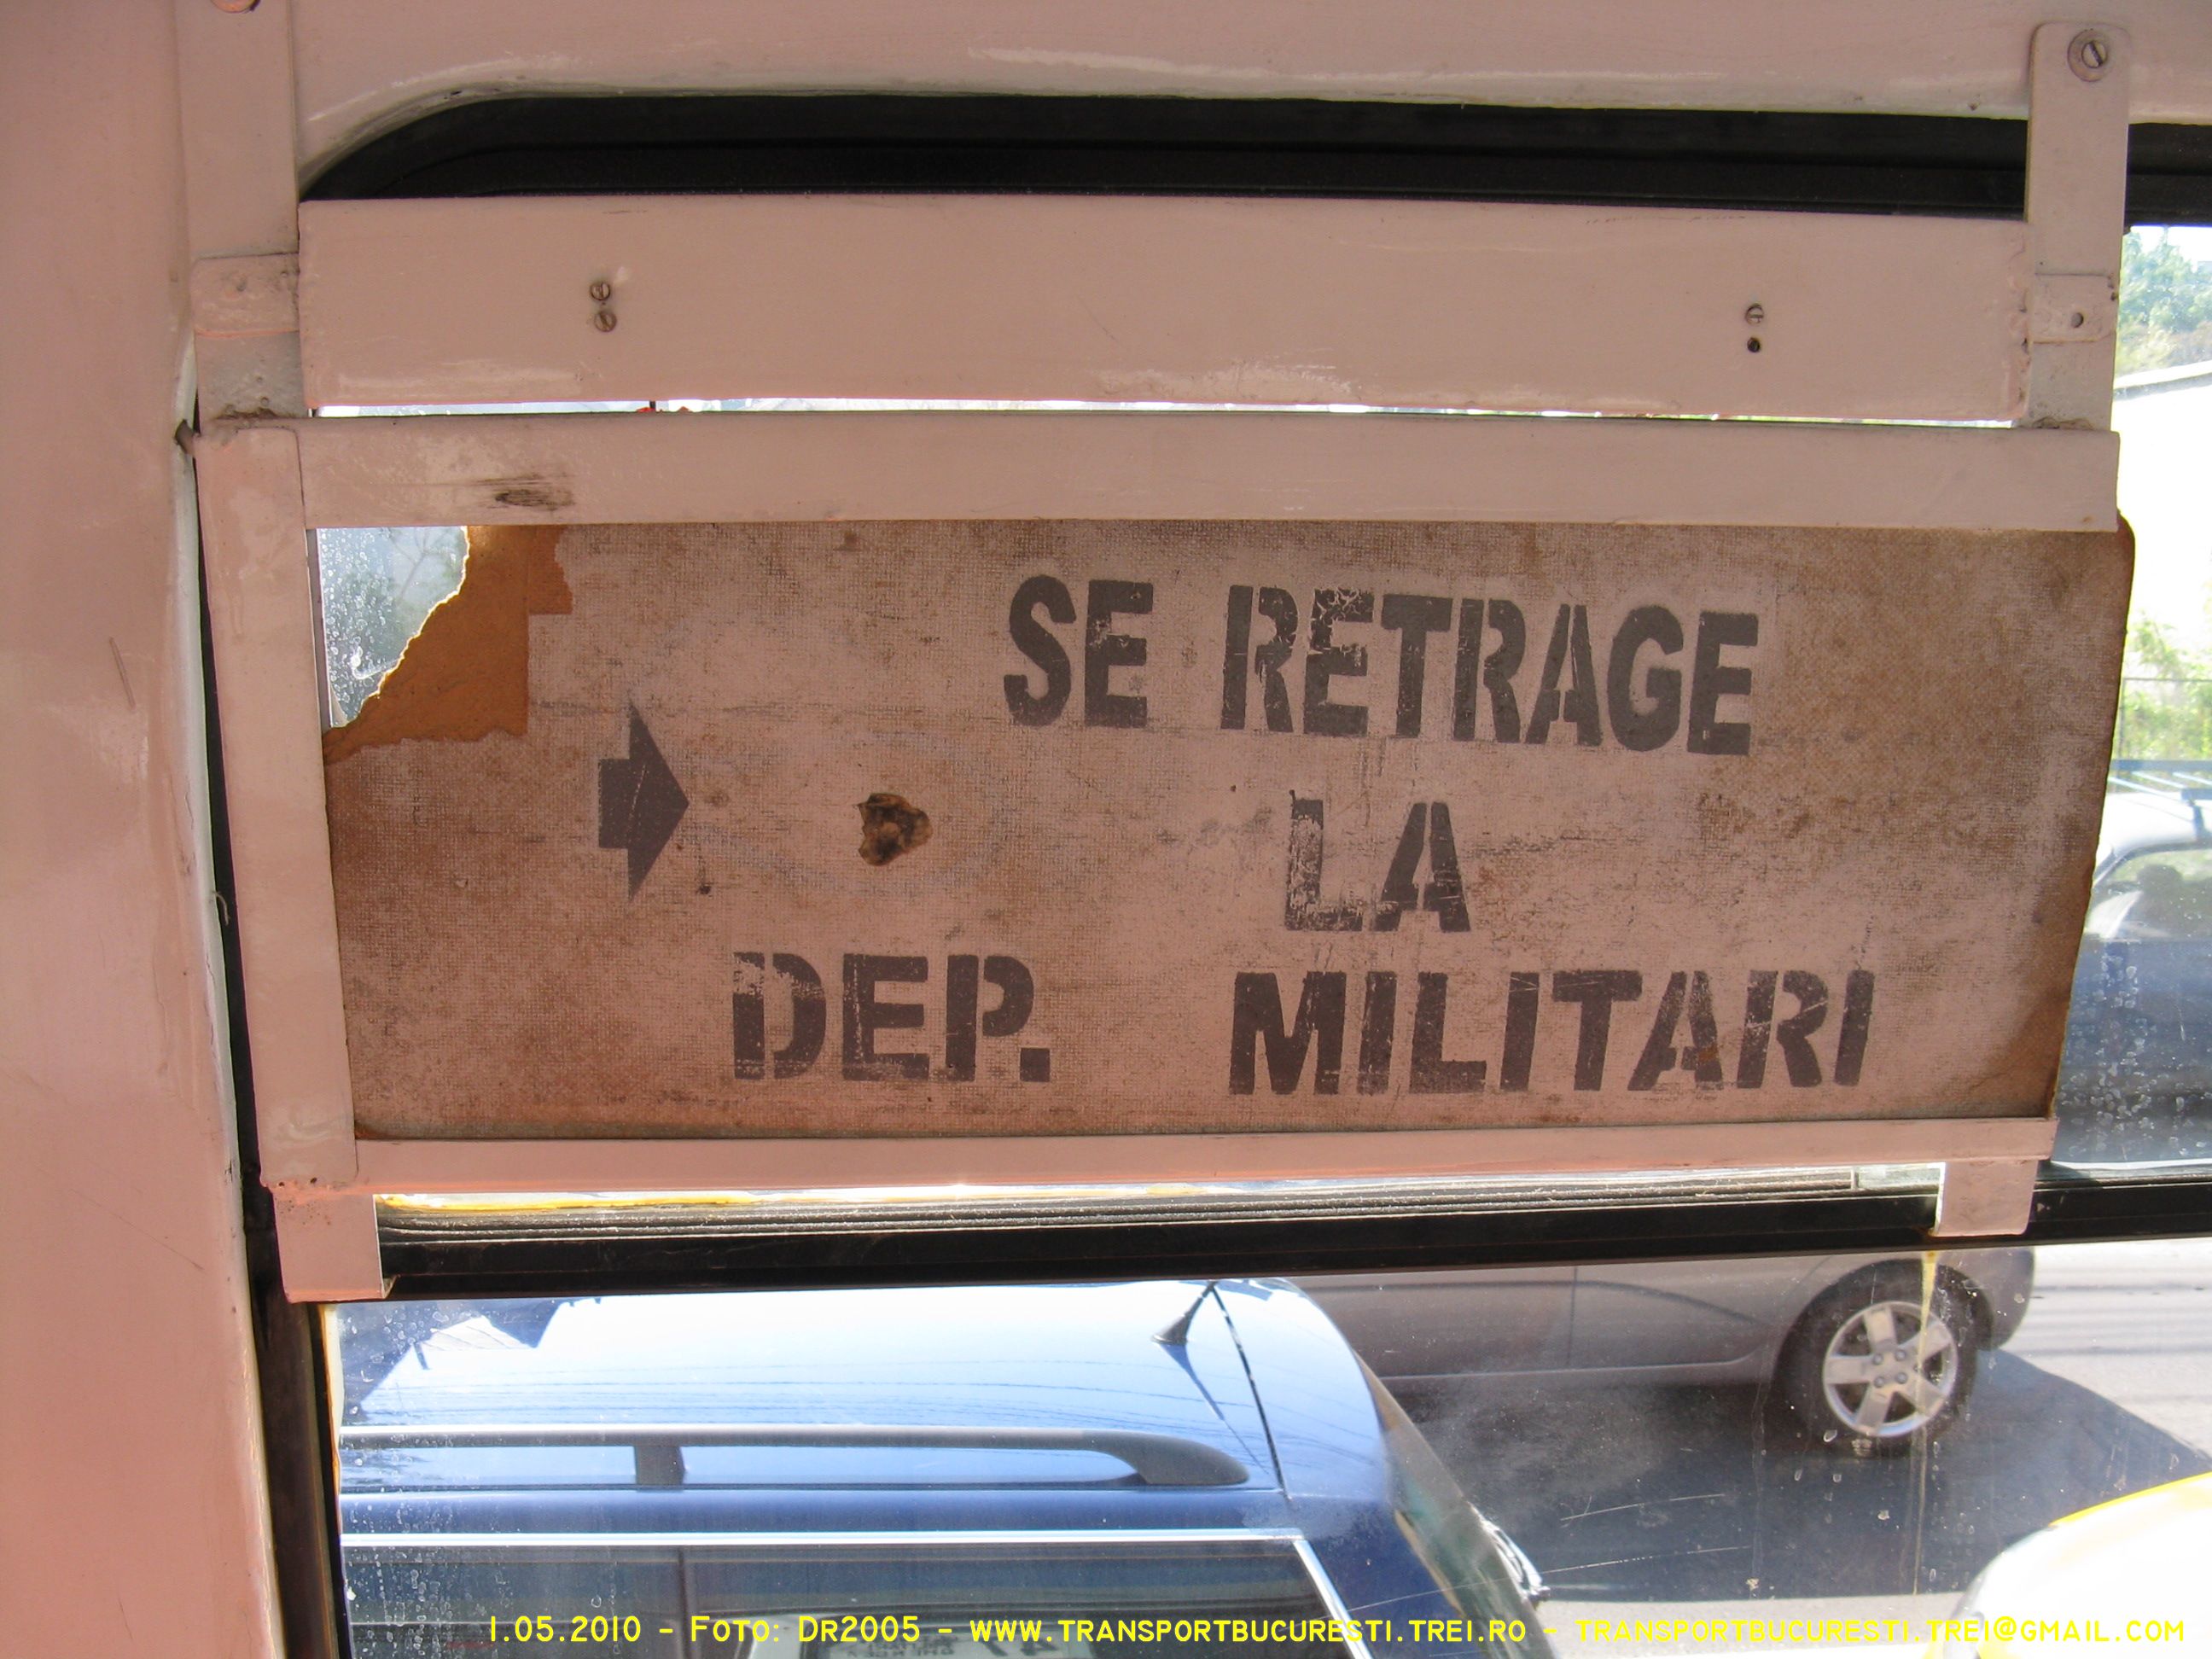 SE RETRAGE
LA
DEP. MILITARI
1.05.2010 - Foto: Dr2005 - www.transportbucuresti.trei.ro - transportbucuresti.trei@gmail.com